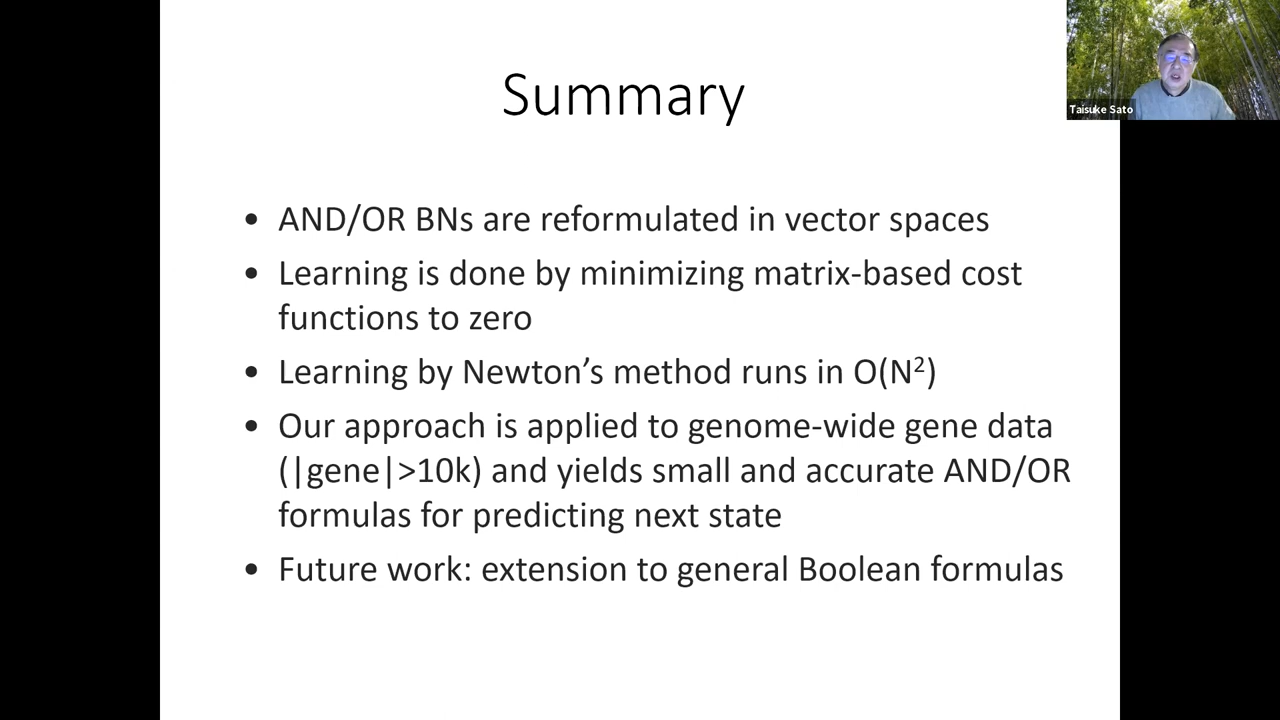 Summary
Taisuke Sato
• AND/OR BNs are reformulated in vector spaces
• Learning is done by minimizing matrix-based cost
functions to zero
• Learning by Newton’s method runs in O(N²)
• Our approach is applied to genome-wide gene data
(|gene|>10k) and yields small and accurate AND/OR
formulas for predicting next state
• Future work: extension to general Boolean formulas